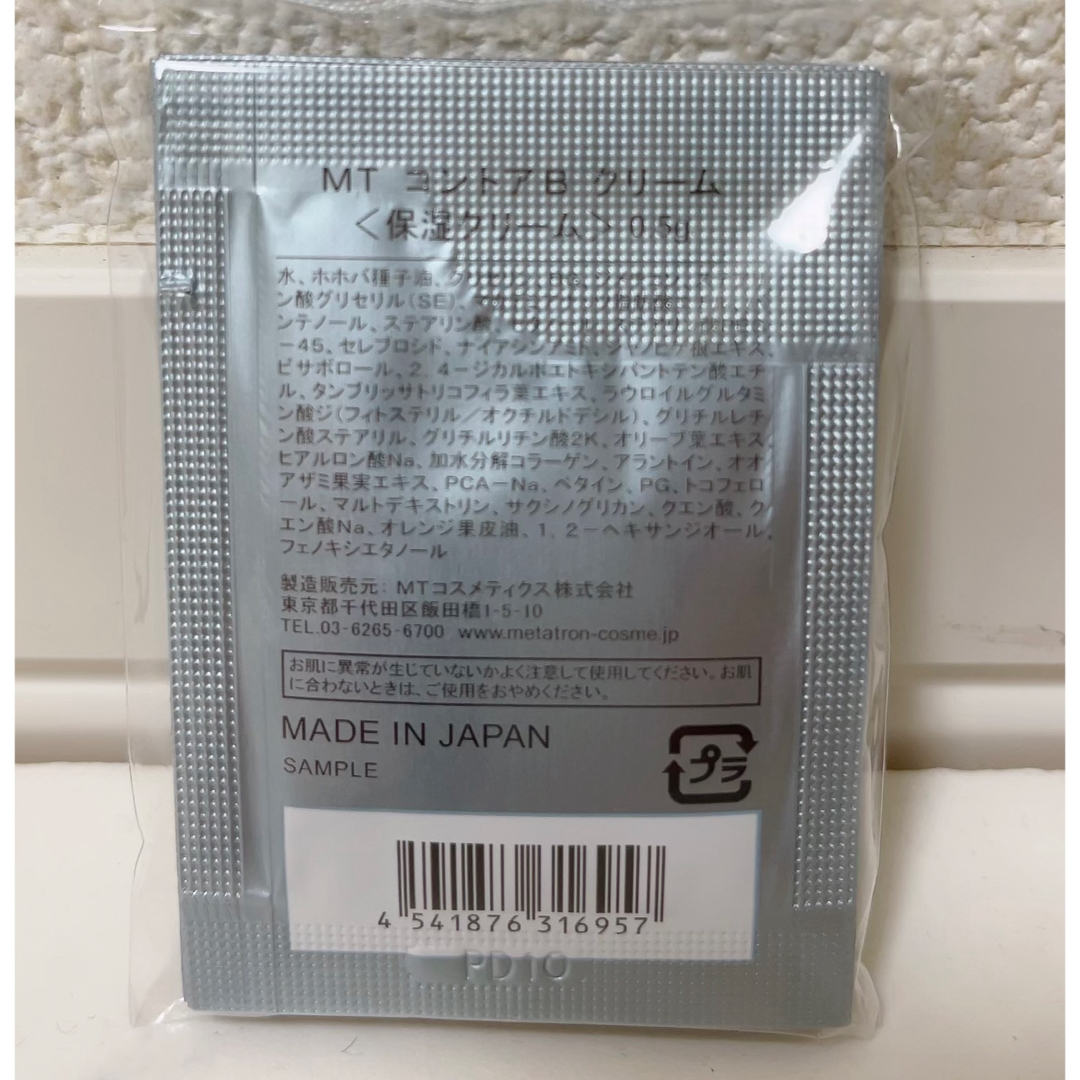 MT コントアB クリーム
〈保湿クリーム〉 0.5g
水、ホホバ種子油、グリセリン、BG、
ン酸グリセリル(SE)、
ンテノール、ステアリン酸、
-45、セレブロシド、ナイアシンアミド、ジャノヒゲ根エキス、
ビサボロール、2, 4-ジカルボエトキシパントテン酸エチ
ル、タンブリッサトリコフィラ葉エキス、ラウロイルグルタミ
ン酸ジ(フィトステリル/オクチルドデシル)、グリチルレチ
ン酸ステアリル、グリチルリチン酸2K、オリーブ葉エキス、
ヒアルロン酸Na、加水分解コラーゲン、アラントイン、オオ
アザミ果実エキス、PCA-Na、ベタイン、PG、トコフェロ
ール、マルトデキストリン、サクシノグリカン、クエン酸、ク
エン酸Na、オレンジ果皮油、1, 2-ヘキサンジオール、
フェノキシエタノール
製造販売元：MTコスメティクス株式会社
東京都千代田区飯田橋1-5-10
TEL.03-6265-6700 www.metatron-cosme.jp
お肌に異常が生じていないかよく注意して使用してください。お肌
に合わないときは、ご使用をおやめください。
MADE IN JAPAN
SAMPLE
プラ
4 541876 316957
PD10